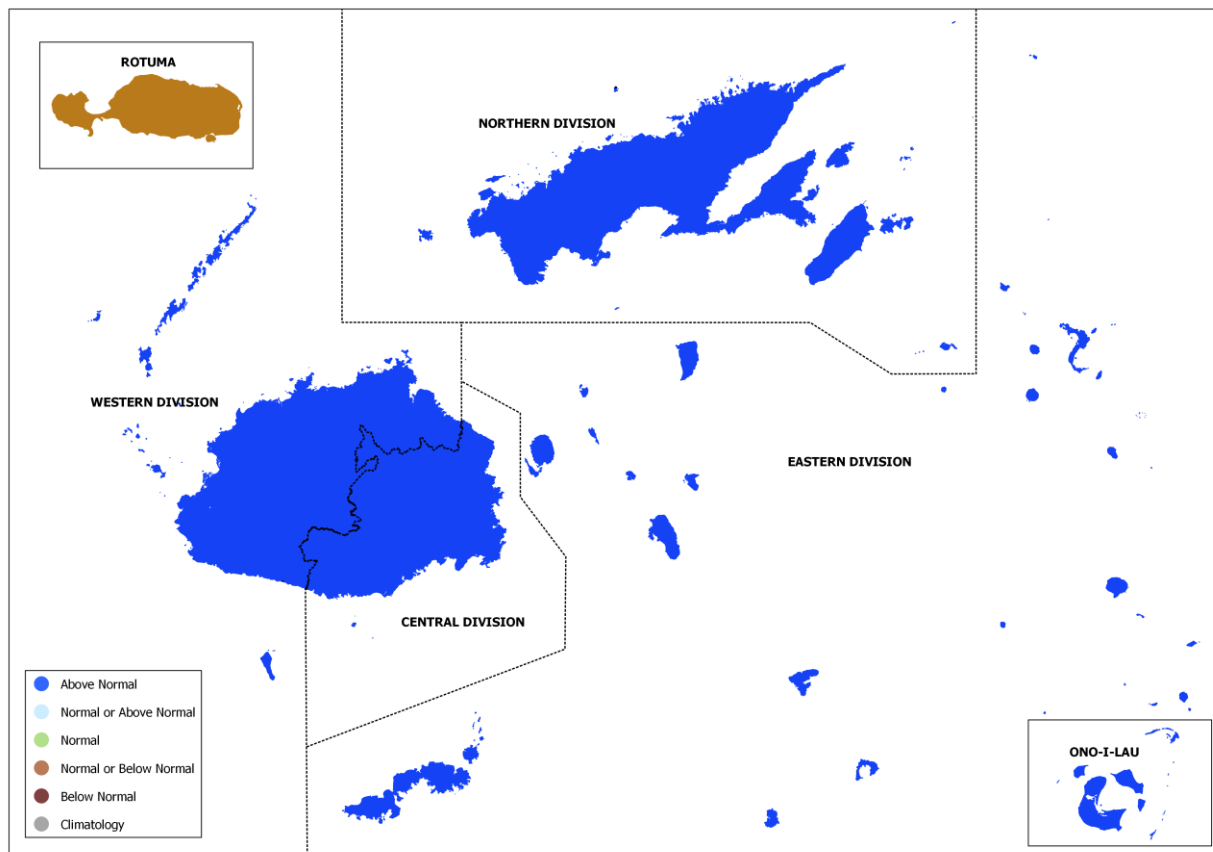 ROTUMA
NORTHERN DIVISION
WESTERN DIVISION
EASTERN DIVISION
CENTRAL DIVISION
Above Normal
Normal or Above Normal
Normal
Normal or Below Normal
Below Normal
Climatology
ONO-I-LAU